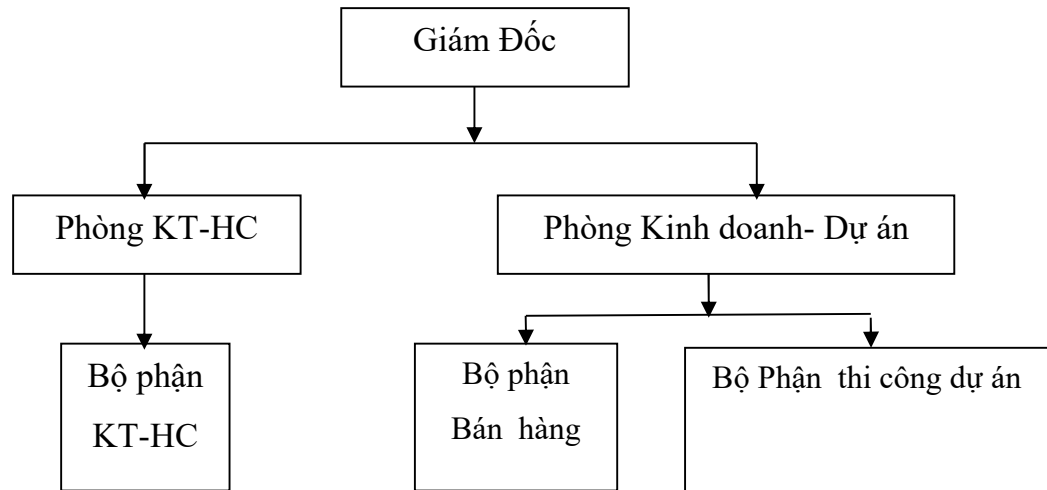 Giám Đốc
Phòng KT-HC
Phòng Kinh doanh- Dự án
Bộ phận
KT-HC
Bộ phận
Bán hàng
Bộ Phận thi công dự án